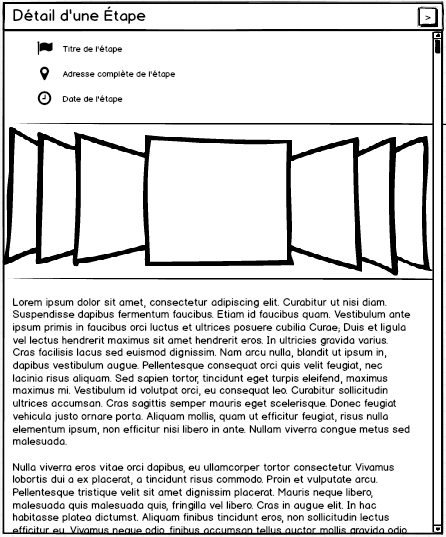 Détail d'une Étape
>
Titre de l'étape
Adresse complète de l'étape
Date de l'étape
Lorem ipsum dolor sit amet, consectetur adipiscing elit. Curabitur ut nisi diam.
Suspendisse dapibus fermentum faucibus. Etiam id faucibus quam. Vestibulum ante
ipsum primis in faucibus orci luctus et ultrices posuere cubilia Curae; Duis et ligula
vel lectus hendrerit maximus sit amet hendrerit eros. In ultricies gravida varius.
Cras facilisis lacus sed euismod dignissim. Nam arcu nulla, blandit ut ipsum in,
dapibus vestibulum augue. Pellentesque consequat orci quis velit feugiat, nec
lacinia risus aliquam. Sed sapien tortor, tincidunt eget turpis eleifend, maximus
maximus mi. Vestibulum id volutpat orci, eu consequat leo. Curabitur sollicitudin
ultrices accumsan. Cras sagittis semper mauris eget scelerisque. Donec feugiat
vehicula justo ornare porta. Aliquam mollis, quam ut efficitur feugiat, risus nulla
elementum ipsum, non efficitur nisi libero in ante. Nullam viverra congue metus sed
malesuada.
Nulla viverra eros vitae orci dapibus, eu ullamcorper tortor consectetur. Vivamus
lobortis dui a ex placerat, a tincidunt risus commodo. Proin et vulputate arcu.
Pellentesque tristique velit sit amet dignissim placerat. Mauris neque libero,
malesuada quis malesuada quis, fringilla vel libero. Cras in augue elit. In hac
habitasse platea dictumst. Aliquam finibus tincidunt eros, non sollicitudin lectus
efficitur eu. Vivamus neque odio, finibus accumsan tellus auctor mollis gravida odio